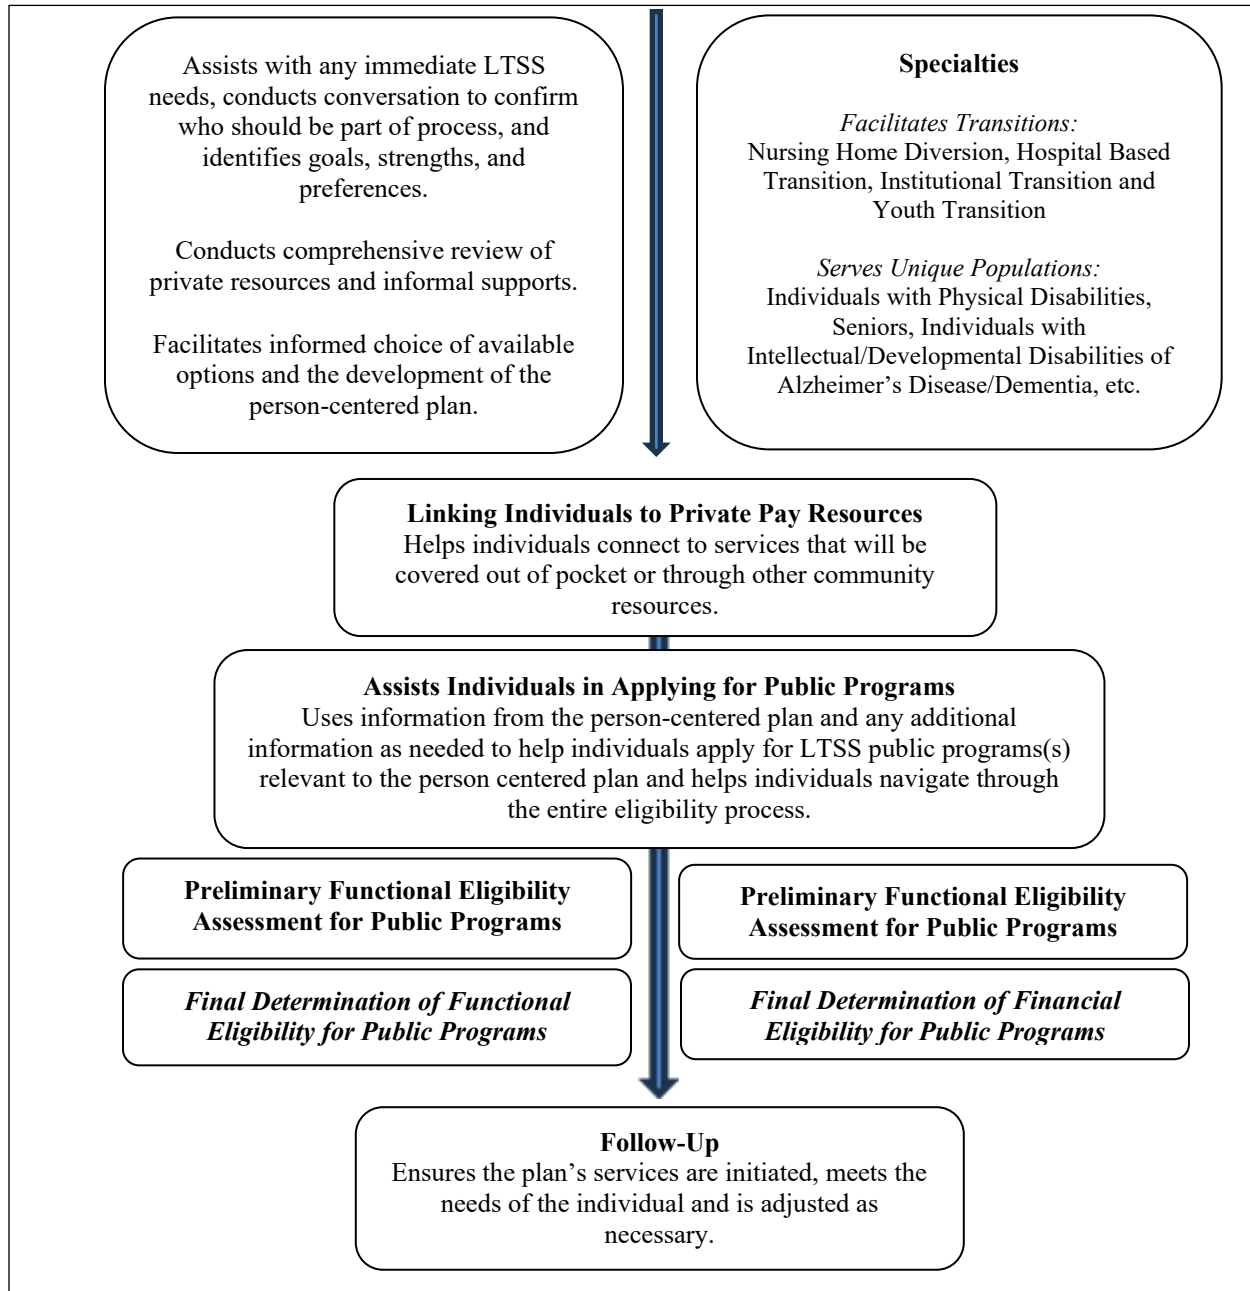 Assists with any immediate LTSS
needs, conducts conversation to confirm
who should be part of process, and
identifies goals, strengths, and
preferences.
Conducts comprehensive review of
private resources and informal supports.
Facilitates informed choice of available
options and the development of the
person-centered plan.
Specialties
Facilitates Transitions:
Nursing Home Diversion, Hospital Based
Transition, Institutional Transition and
Youth Transition
Serves Unique Populations:
Individuals with Physical Disabilities,
Seniors, Individuals with
Intellectual/Developmental Disabilities of
Alzheimer’s Disease/Dementia, etc.
Linking Individuals to Private Pay Resources
Helps individuals connect to services that will be
covered out of pocket or through other community
resources.
Assists Individuals in Applying for Public Programs
Uses information from the person-centered plan and any additional
information as needed to help individuals apply for LTSS public programs(s)
relevant to the person centered plan and helps individuals navigate through
the entire eligibility process.
Preliminary Functional Eligibility
Assessment for Public Programs
Preliminary Functional Eligibility
Assessment for Public Programs
Final Determination of Functional
Eligibility for Public Programs
Final Determination of Financial
Eligibility for Public Programs
Follow-Up
Ensures the plan’s services are initiated, meets the
needs of the individual and is adjusted as
necessary.